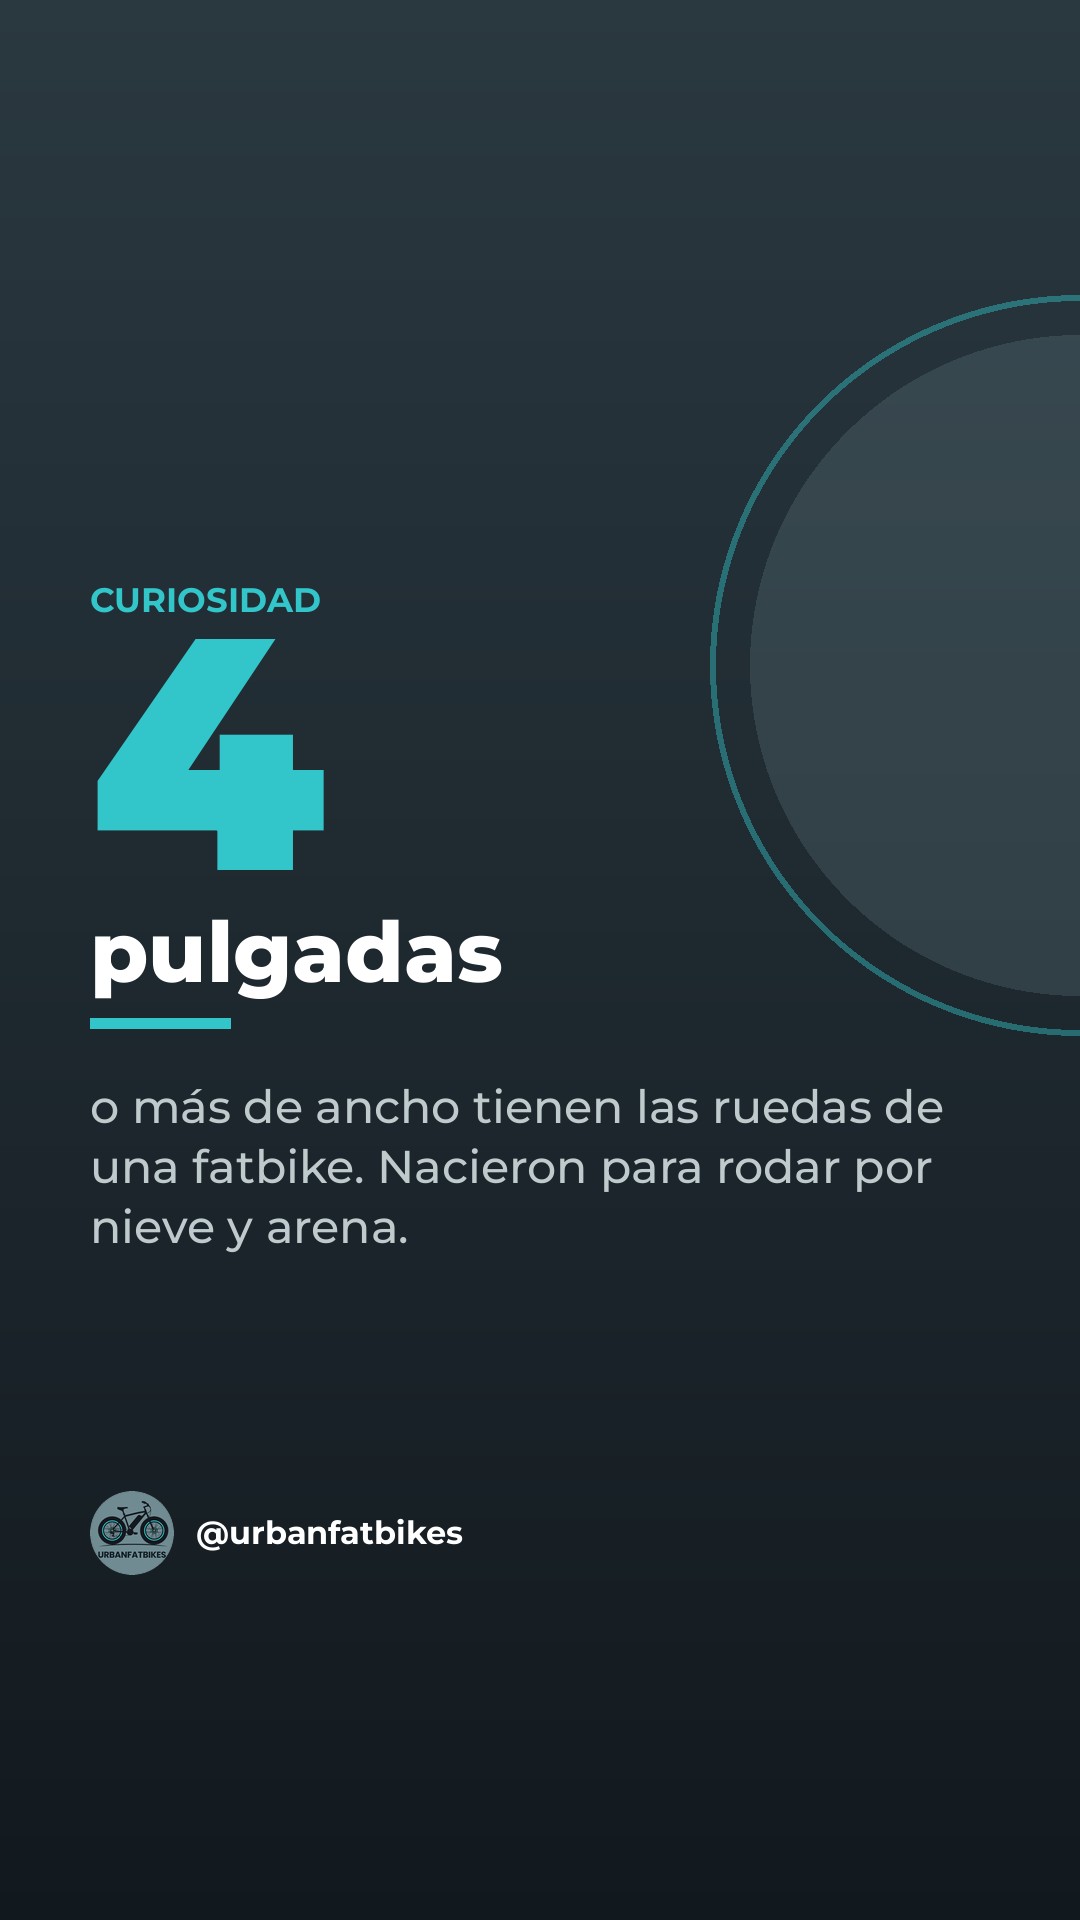 CURIOSIDAD
4
pulgadas
o más de ancho tienen las ruedas de
una fatbike. Nacieron para rodar por
nieve y arena.
URBANFATBIKES
@urbanfatbikes